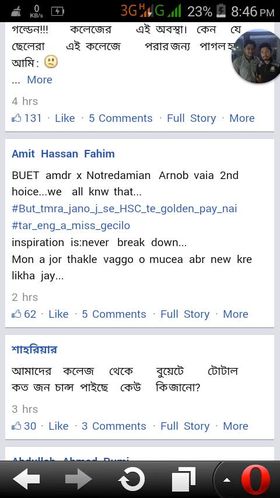 0
KB/s
3G H G 23% 8:46 PM
গল্ডেন!!! কলেজের এই অবস্থা। কেন যে
ছেলেরা এই কলেজে পরার জন্য পাগল হ
আমি:
... More
4 hrs
131 · Like · 5 Comments · Full Story · More
Amit Hassan Fahim
BUET amdr x Notredamian Arnob vaia 2nd
hoice...we all knw that...
#But_tmra_jano_j_se_HSC_te_golden_pay_nai
#tar_eng_a_miss_gecilo
inspiration is:never break down...
Mon a jor thakle vaggo o mucea abr new kre
likha jay...
2 hrs
62 · Like · 5 Comments · Full Story · More
শাহরিয়ার
আমাদের কলেজ থেকে বুয়েটে টোটাল
কত জন চান্স পাইছে কেউ কি জানো?
3 hrs
30 · Like · 3 Comments · Full Story · More
Abdullah Ahmed Rumi